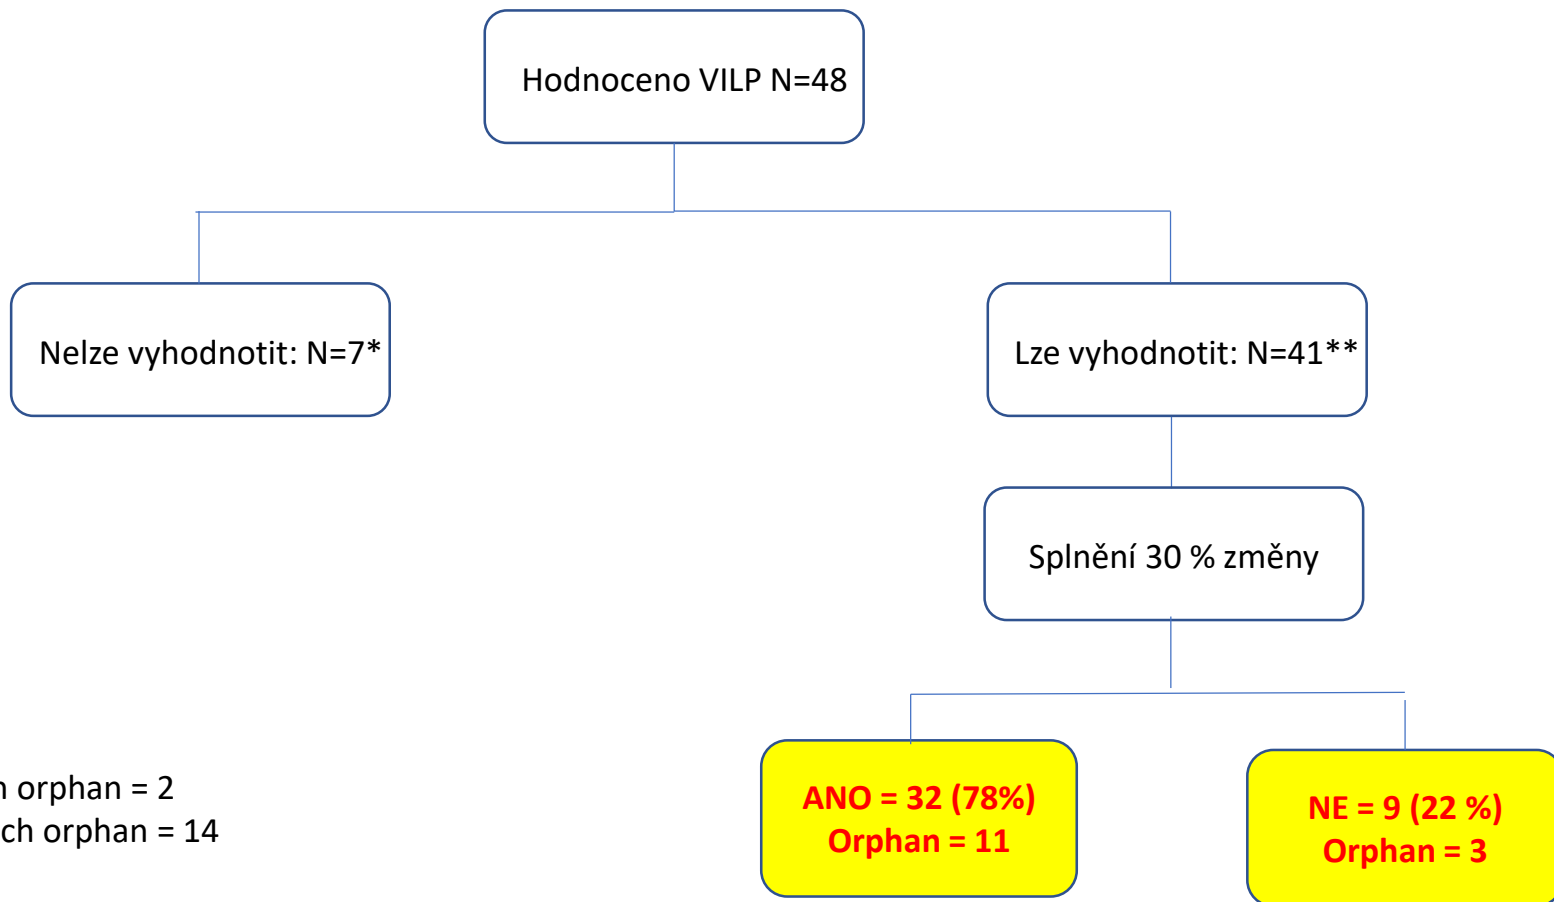 Hodnoceno VILP N=48
Nelze vyhodnotit: N=7*
Lze vyhodnotit: N=41**
Splnění 30 % změny
ANO = 32 (78%)
Orphan = 11
NE = 9 (22 %)
Orphan = 3
orphan = 2
orphan = 14